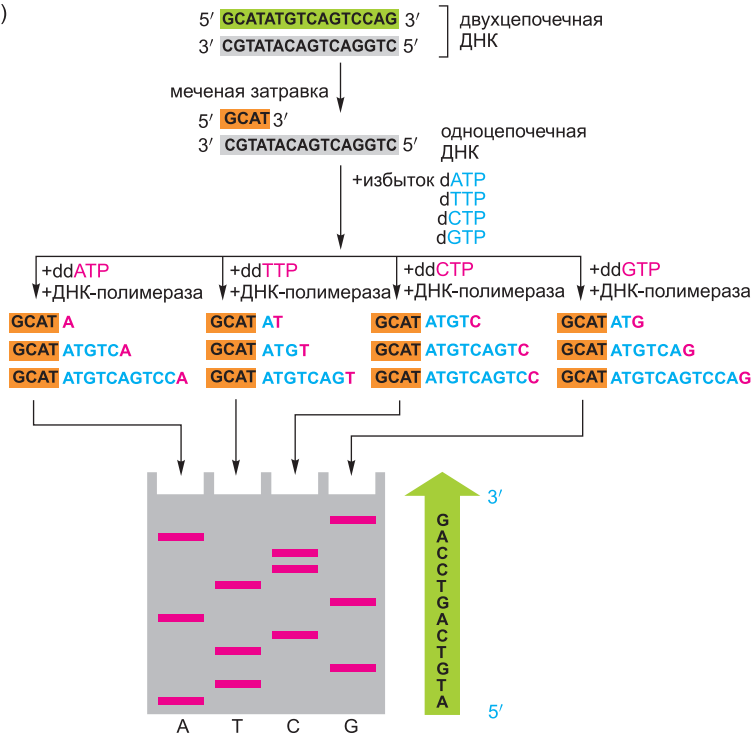 )
5′ GCATATGTCAGTCCAG 3′
3′ CGTATACAGTCAGGTC 5′
двухцепочечная
ДНК
меченая затравка
5′ GCAT 3′
3′ CGTATACAGTCAGGTC 5′
одноцепочечная
ДНК
+избыток dATP
dTTP
dCTP
dGTP
+ddATP
+ДНК-полимераза
GCAT A
GCAT ATGTCA
GCAT ATGTCAGTCCA
+ddTTP
+ДНК-полимераза
GCAT AT
GCAT ATGT
GCAT ATGTCAGT
+ddCTP
+ДНК-полимераза
GCAT ATGTC
GCAT ATGTCAGTC
GCAT ATGTCAGTCC
+ddGTP
+ДНК-полимераза
GCAT ATG
GCAT ATGTCAG
GCAT ATGTCAGTCCAG
3′
G
A
C
C
T
G
A
C
T
G
T
A
5′
A T C G